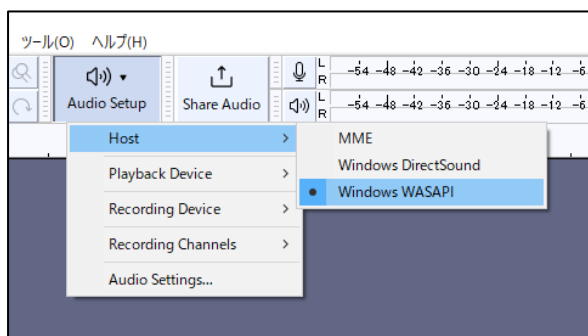 ツール(O) ヘルプ(H)
Audio Setup
Share Audio
L
R
-54 -48 -42 -36 -30 -24 -18 -12 -6
L
R
-54 -48 -42 -36 -30 -24 -18 -12 -6
Host
Playback Device
Recording Device
Recording Channels
Audio Settings...
MME
Windows DirectSound
Windows WASAPI